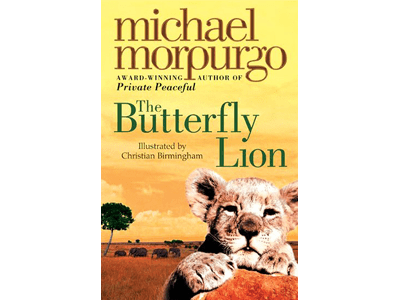 michael
morpurgo
AWARD-WINNING AUTHOR OF
Private Peaceful
The
Butterfly
Illustrated by
Christian Birmingham
Lion